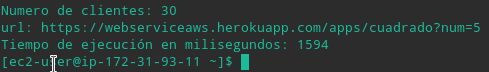 Numero de clientes: 30
url: https://webserviceaws.herokuapp.com/apps/cuadrado?num=5
Tiempo de ejecución en milisegundos: 1594
[ec2-user@ip-172-31-93-11 ~]$